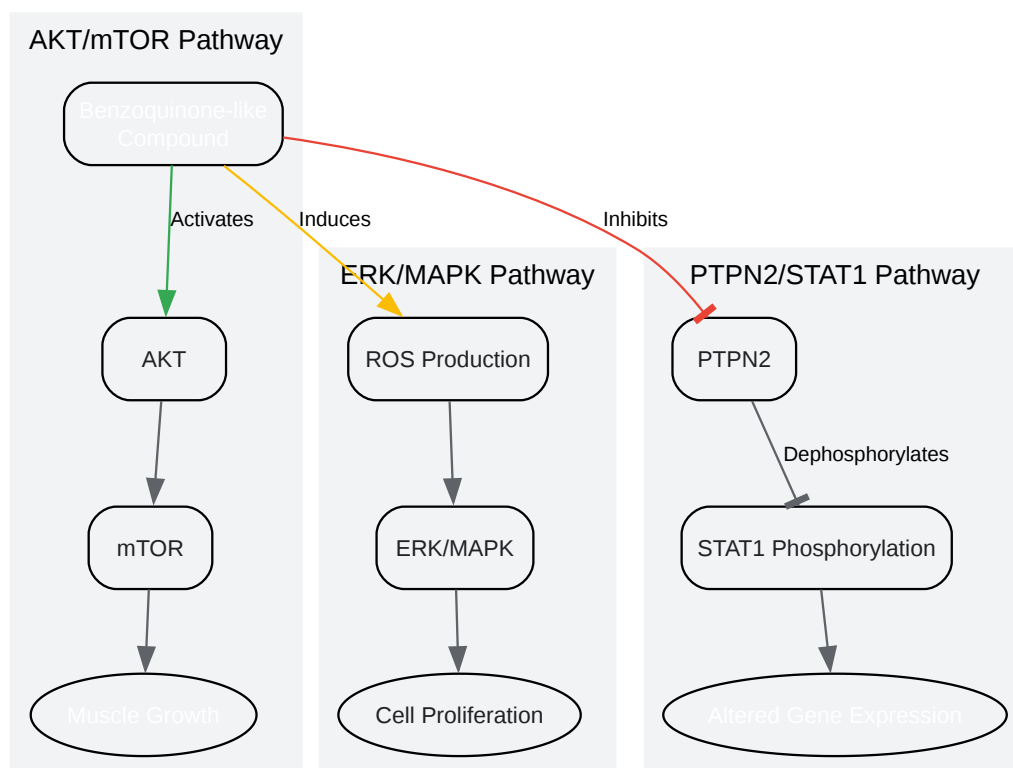 AKT/mTOR Pathway
Benzoquinone-like
Compound
Activates
Induces
Inhibits
ERK/MAPK Pathway
PTPN2/STAT1 Pathway
AKT
ROS Production
PTPN2
Dephosphorylates
mTOR
ERK/MAPK
STAT1 Phosphorylation
Muscle Growth
Cell Proliferation
Altered Gene Expression